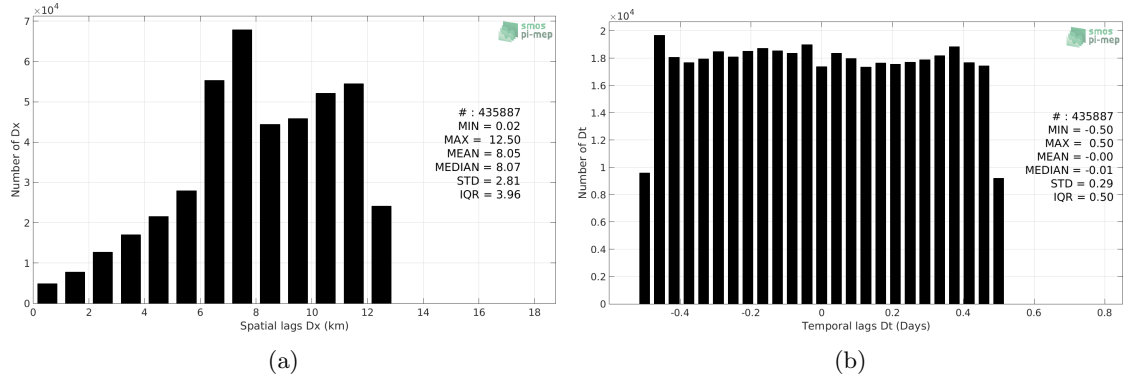 ×10⁴
7
6
5
4
3
2
1
0
0 2 4 6 8 10 12 14 16 18
Number of Dx
Spatial lags Dx (km)
smos
pi-mep
# : 435887
MIN = 0.02
MAX = 12.50
MEAN = 8.05
MEDIAN = 8.07
STD = 2.81
IQR = 3.96
(a)
×10⁴
2
1.8
1.6
1.4
1.2
1
0.8
0.6
0.4
0.2
0
-0.4 -0.2 0 0.2 0.4 0.6 0.8
Number of Dt
Temporal lags Dt (Days)
smos
pi-mep
# : 435887
MIN = -0.50
MAX = 0.50
MEAN = -0.00
MEDIAN = -0.01
STD = 0.29
IQR = 0.50
(b)